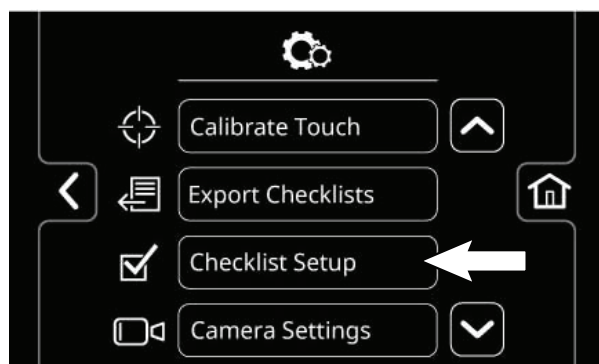 Calibrate Touch
Export Checklists
Checklist Setup
Camera Settings